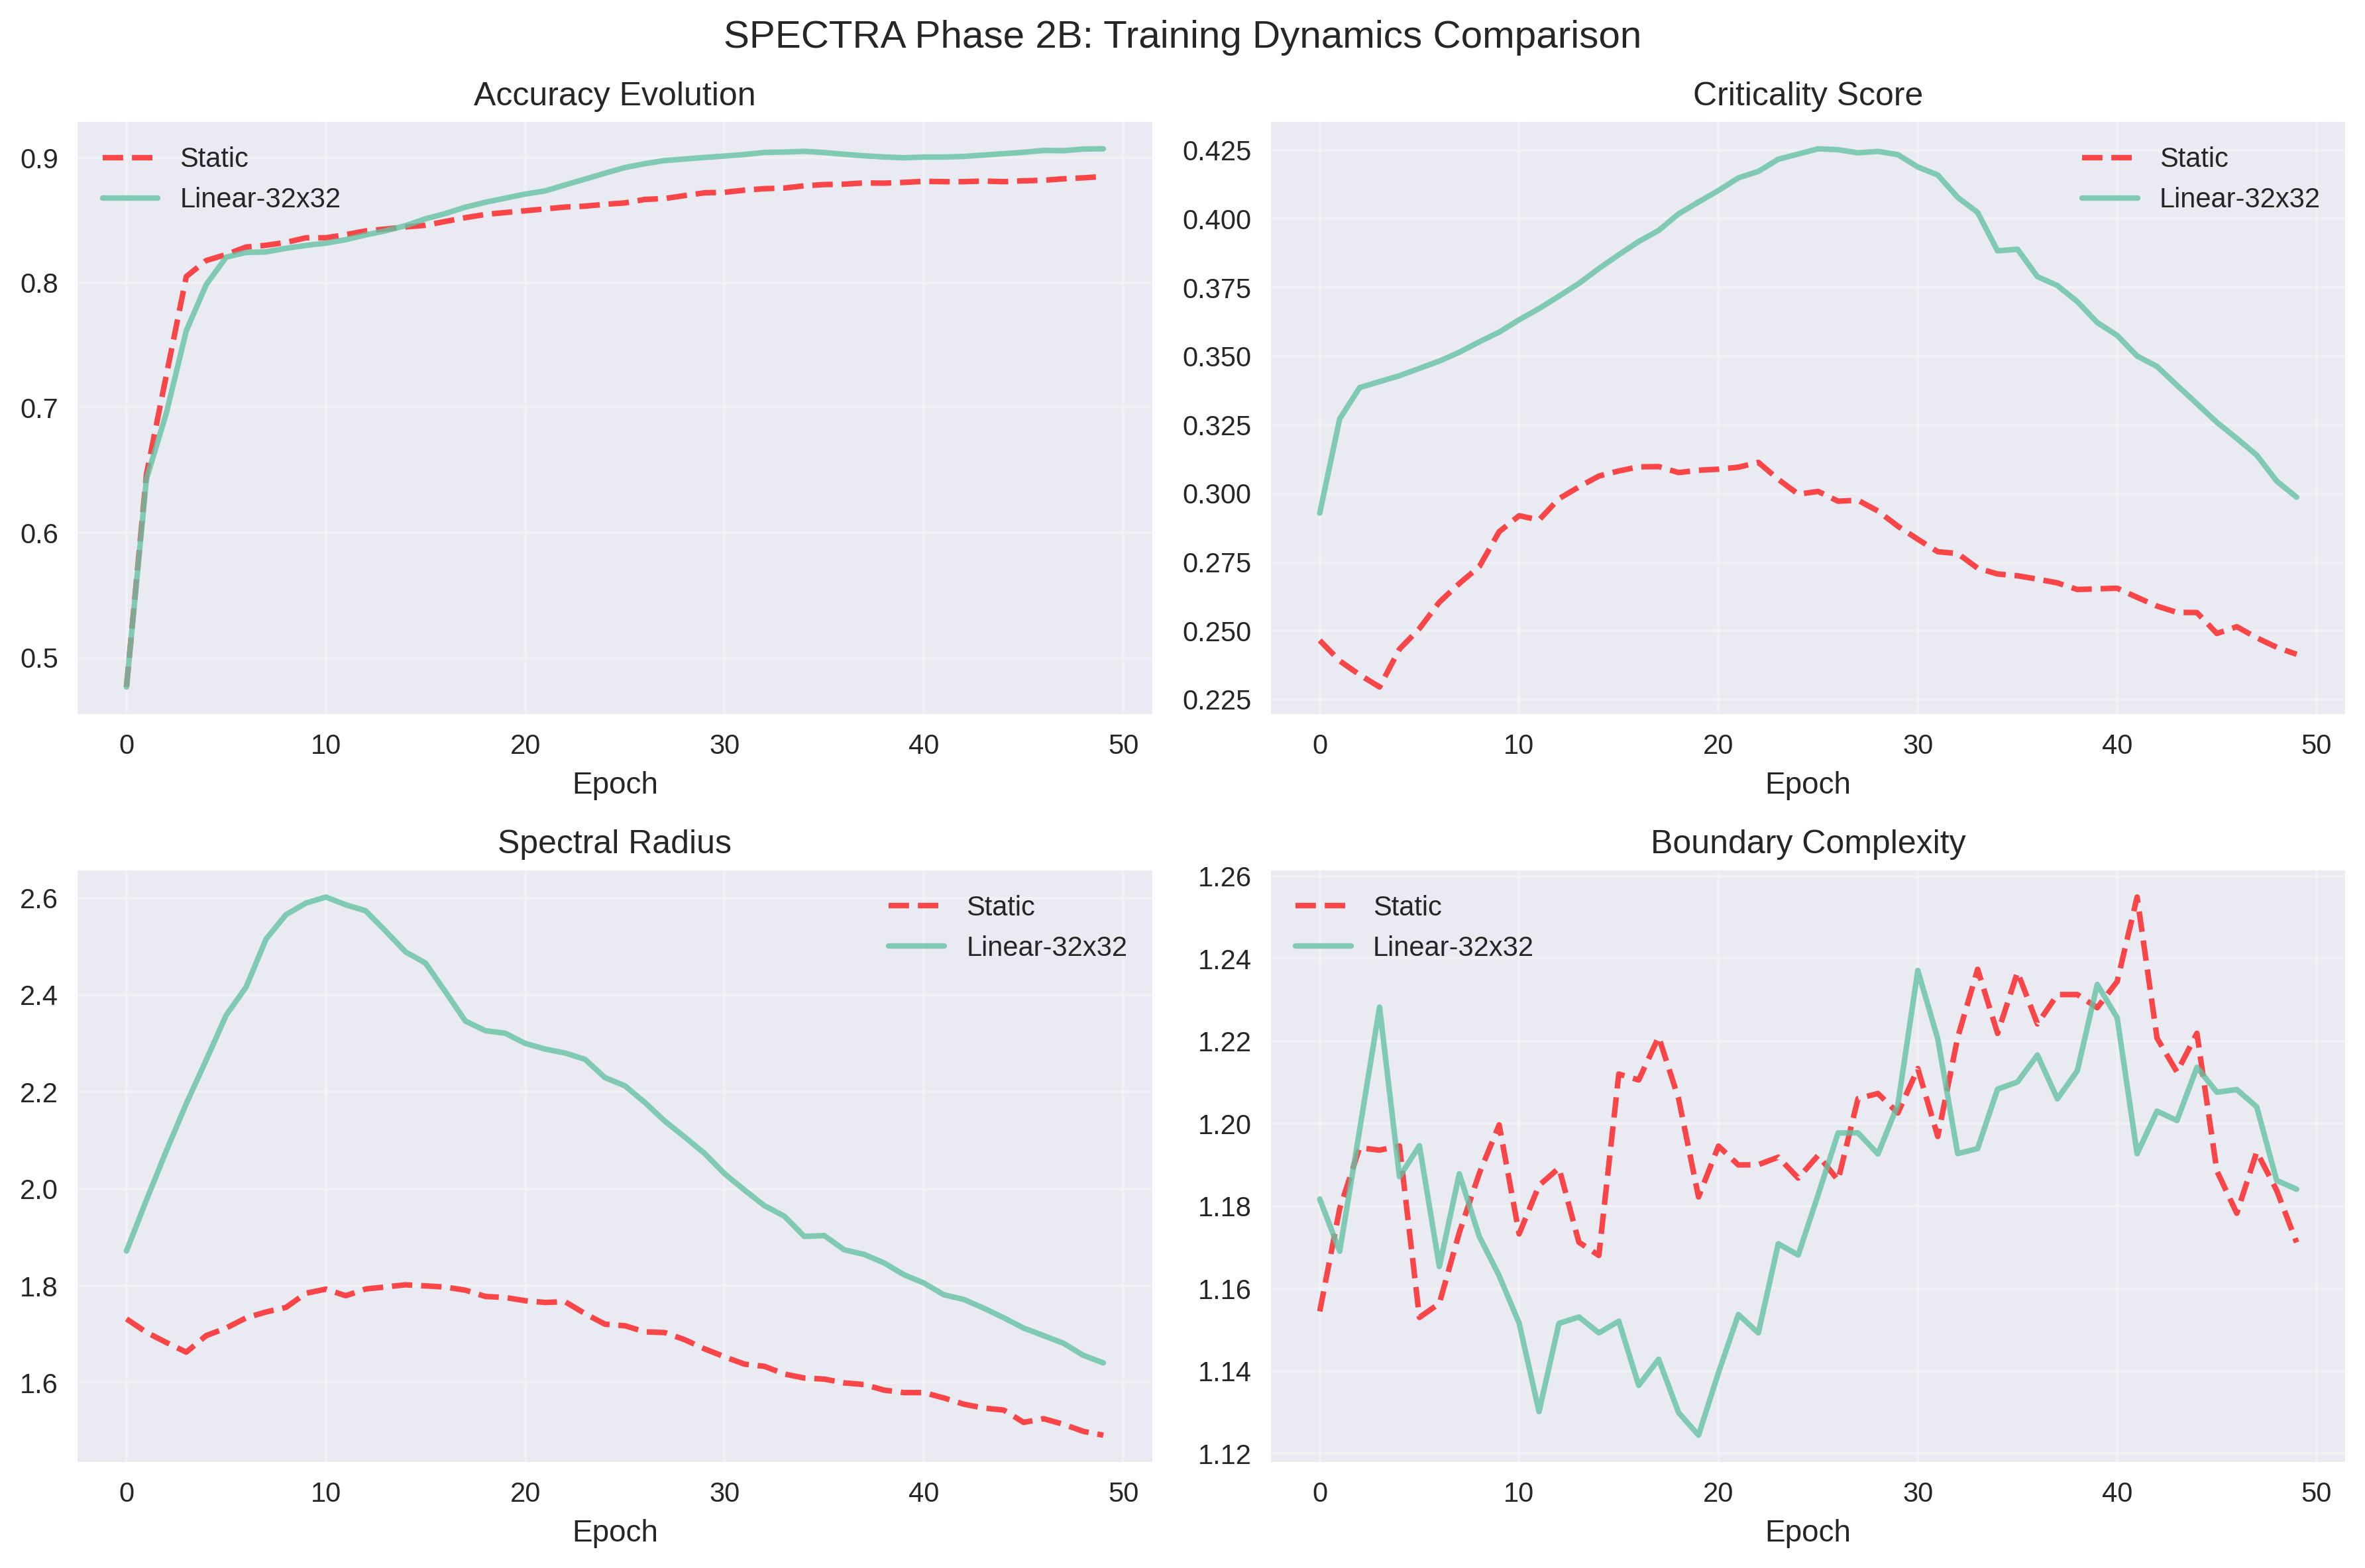 SPECTRA Phase 2B: Training Dynamics Comparison
Accuracy Evolution
Static
Linear-32x32
0.9
0.8
0.7
0.6
0.5
0 10 20 30 40 50
Epoch
Criticality Score
Static
Linear-32x32
0.425
0.400
0.375
0.350
0.325
0.300
0.275
0.250
0.225
0 10 20 30 40 50
Epoch
Spectral Radius
Static
Linear-32x32
2.6
2.4
2.2
2.0
1.8
1.6
0 10 20 30 40 50
Epoch
Boundary Complexity
Static
Linear-32x32
1.26
1.24
1.22
1.20
1.18
1.16
1.14
1.12
0 10 20 30 40 50
Epoch